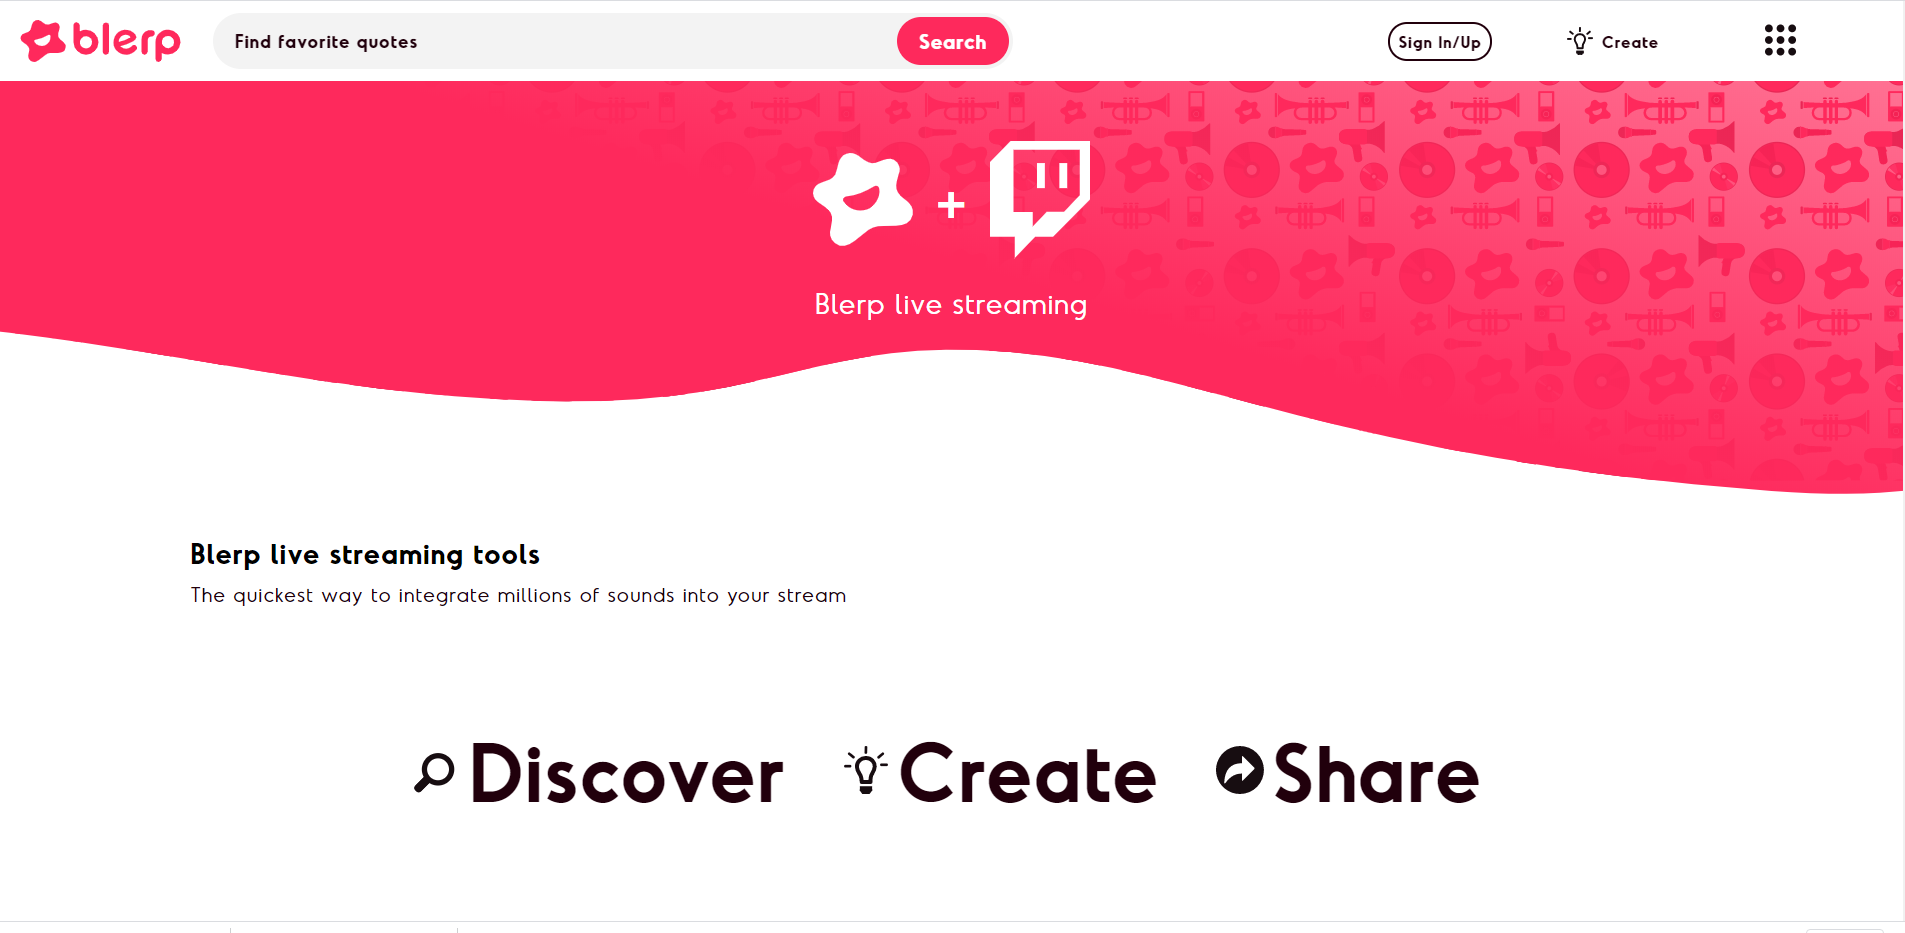 blerp
Find favorite quotes
Search
Sign In/Up
Create
+
Blerp live streaming
Blerp live streaming tools
The quickest way to integrate millions of sounds into your stream
Discover
Create
Share